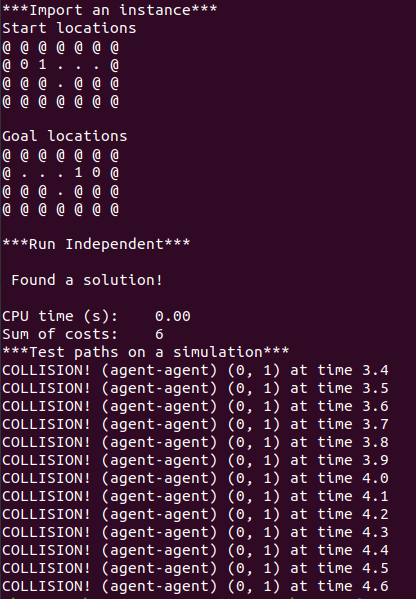 ***Import an instance***
Start locations
@ @ @ @ @ @ @
@ 0 1 . . . @
@ @ @ . @ @ @
@ @ @ @ @ @ @
Goal locations
@ @ @ @ @ @ @
@ . . . 1 0 @
@ @ @ . @ @ @
@ @ @ @ @ @ @
***Run Independent***
Found a solution!
CPU time (s):    0.00
Sum of costs:    6
***Test paths on a simulation***
COLLISION! (agent-agent) (0, 1) at time 3.4
COLLISION! (agent-agent) (0, 1) at time 3.5
COLLISION! (agent-agent) (0, 1) at time 3.6
COLLISION! (agent-agent) (0, 1) at time 3.7
COLLISION! (agent-agent) (0, 1) at time 3.8
COLLISION! (agent-agent) (0, 1) at time 3.9
COLLISION! (agent-agent) (0, 1) at time 4.0
COLLISION! (agent-agent) (0, 1) at time 4.1
COLLISION! (agent-agent) (0, 1) at time 4.2
COLLISION! (agent-agent) (0, 1) at time 4.3
COLLISION! (agent-agent) (0, 1) at time 4.4
COLLISION! (agent-agent) (0, 1) at time 4.5
COLLISION! (agent-agent) (0, 1) at time 4.6